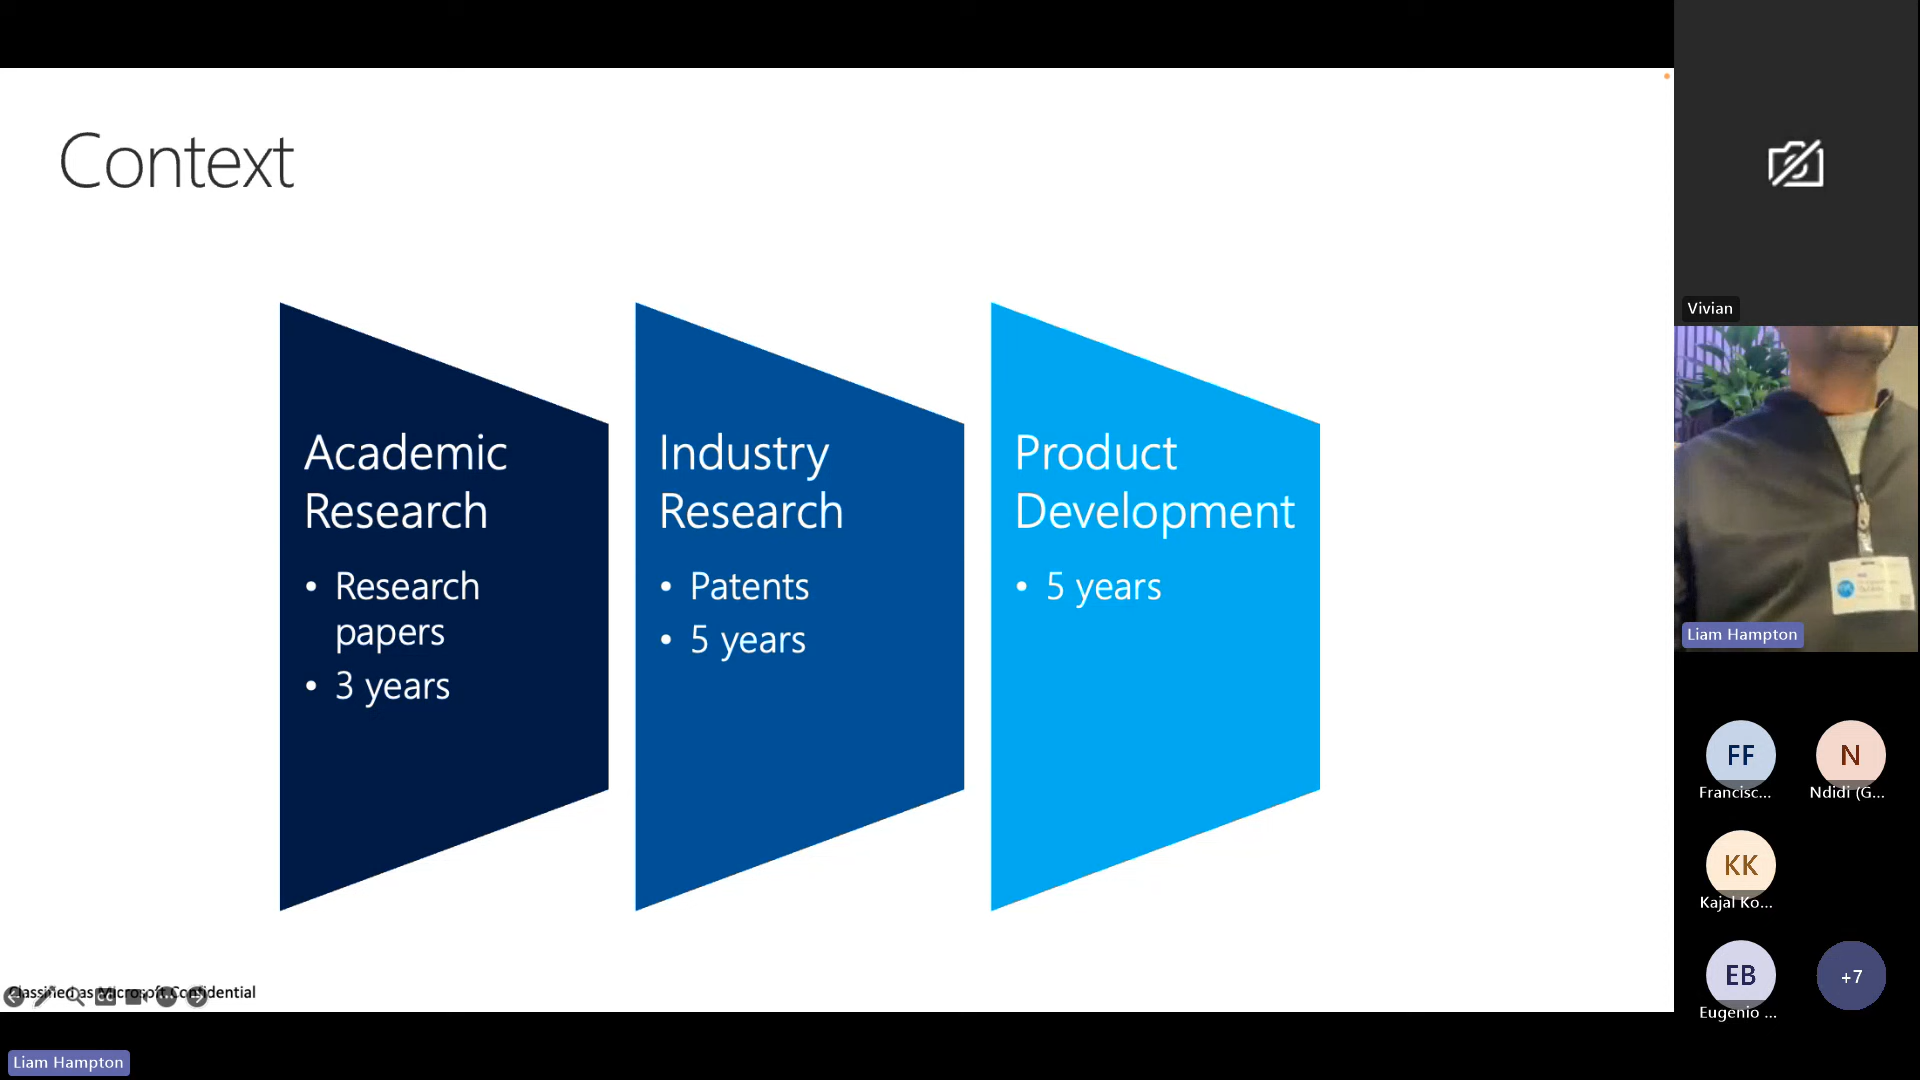 Context
Academic
Research
• Research
papers
• 3 years
Industry
Research
• Patents
• 5 years
Product
Development
• 5 years
Classified as Microsoft Confidential
Liam Hampton
Vivian
Liam Hampton
FF
Francisc...
N
Ndidi (G...
KK
Kajal Ko...
EB
Eugenio ...
+7